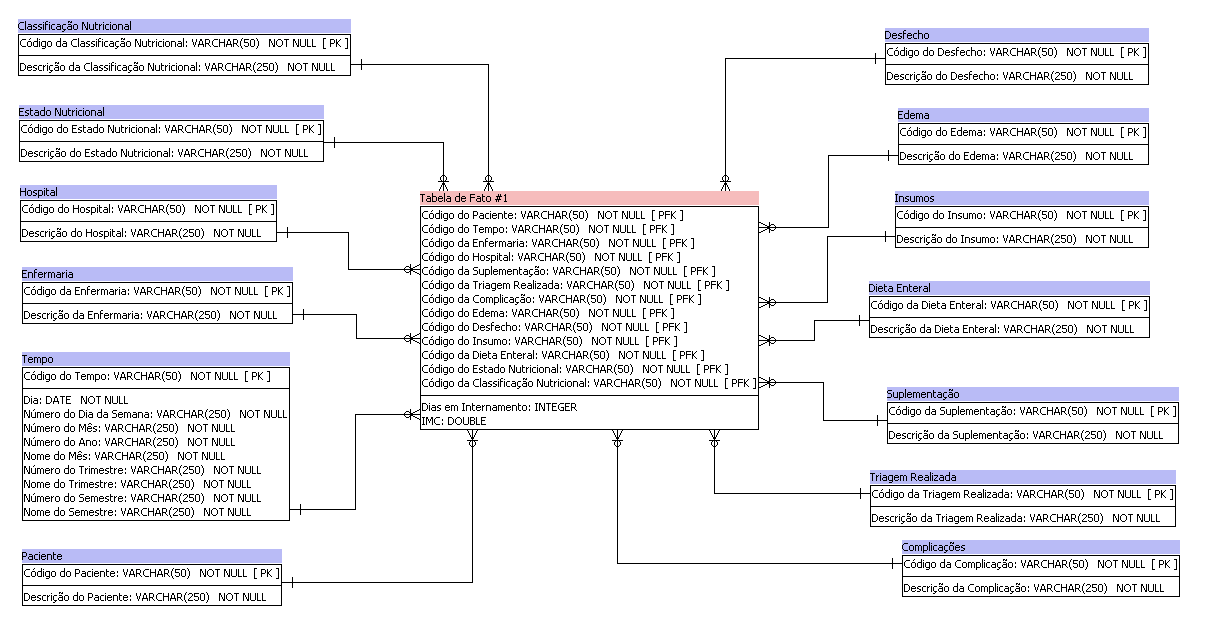 Classificação Nutricional
Código da Classificação Nutricional: VARCHAR(50) NOT NULL [ PK ]
Descrição da Classificação Nutricional: VARCHAR(250) NOT NULL
Estado Nutricional
Código do Estado Nutricional: VARCHAR(50) NOT NULL [ PK ]
Descrição do Estado Nutricional: VARCHAR(250) NOT NULL
Hospital
Código do Hospital: VARCHAR(50) NOT NULL [ PK ]
Descrição do Hospital: VARCHAR(250) NOT NULL
Enfermaria
Código da Enfermaria: VARCHAR(50) NOT NULL [ PK ]
Descrição da Enfermaria: VARCHAR(250) NOT NULL
Tempo
Código do Tempo: VARCHAR(50) NOT NULL [ PK ]
Dia: DATE NOT NULL
Número do Dia da Semana: VARCHAR(250) NOT NULL
Número do Mês: VARCHAR(250) NOT NULL
Número do Ano: VARCHAR(250) NOT NULL
Nome do Mês: VARCHAR(250) NOT NULL
Número do Trimestre: VARCHAR(250) NOT NULL
Nome do Trimestre: VARCHAR(250) NOT NULL
Número do Semestre: VARCHAR(250) NOT NULL
Nome do Semestre: VARCHAR(250) NOT NULL
Paciente
Código do Paciente: VARCHAR(50) NOT NULL [ PK ]
Descrição do Paciente: VARCHAR(250) NOT NULL
Tabela de Fato #1
Código do Paciente: VARCHAR(50) NOT NULL [ PFK ]
Código do Tempo: VARCHAR(50) NOT NULL [ PFK ]
Código da Enfermaria: VARCHAR(50) NOT NULL [ PFK ]
Código do Hospital: VARCHAR(50) NOT NULL [ PFK ]
Código da Suplementação: VARCHAR(50) NOT NULL [ PFK ]
Código da Triagem Realizada: VARCHAR(50) NOT NULL [ PFK ]
Código da Complicação: VARCHAR(50) NOT NULL [ PFK ]
Código do Edema: VARCHAR(50) NOT NULL [ PFK ]
Código do Desfecho: VARCHAR(50) NOT NULL [ PFK ]
Código do Insumo: VARCHAR(50) NOT NULL [ PFK ]
Código da Dieta Enteral: VARCHAR(50) NOT NULL [ PFK ]
Código do Estado Nutricional: VARCHAR(50) NOT NULL [ PFK ]
Código da Classificação Nutricional: VARCHAR(50) NOT NULL [ PFK ]
Dias em Internamento: INTEGER
IMC: DOUBLE
Desfecho
Código do Desfecho: VARCHAR(50) NOT NULL [ PK ]
Descrição do Desfecho: VARCHAR(250) NOT NULL
Edema
Código do Edema: VARCHAR(50) NOT NULL [ PK ]
Descrição do Edema: VARCHAR(250) NOT NULL
Insumos
Código do Insumo: VARCHAR(50) NOT NULL [ PK ]
Descrição do Insumo: VARCHAR(250) NOT NULL
Dieta Enteral
Código da Dieta Enteral: VARCHAR(50) NOT NULL [ PK ]
Descrição da Dieta Enteral: VARCHAR(250) NOT NULL
Suplementação
Código da Suplementação: VARCHAR(50) NOT NULL [ PK ]
Descrição da Suplementação: VARCHAR(250) NOT NULL
Triagem Realizada
Código da Triagem Realizada: VARCHAR(50) NOT NULL [ PK ]
Descrição da Triagem Realizada: VARCHAR(250) NOT NULL
Complicações
Código da Complicação: VARCHAR(50) NOT NULL [ PK ]
Descrição da Complicação: VARCHAR(250) NOT NULL